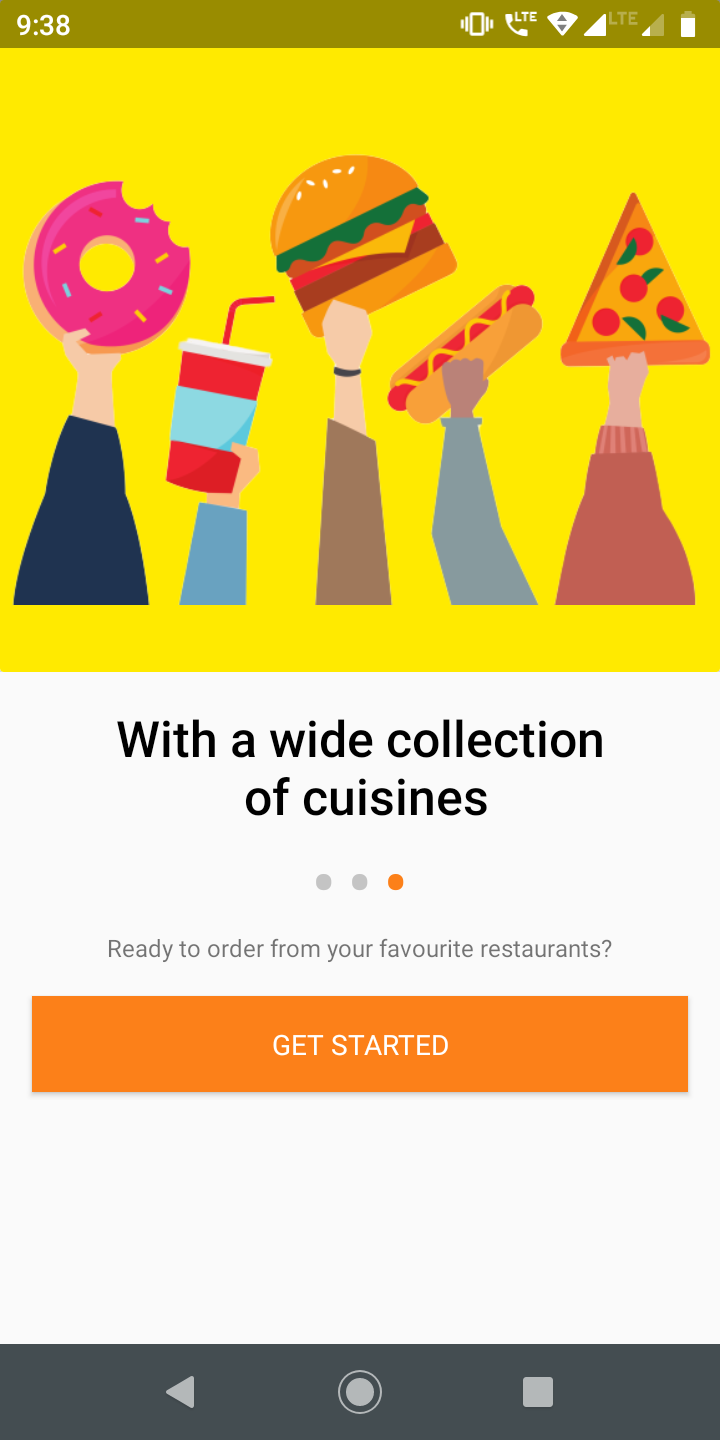 9:38
LTE
LTE
With a wide collection
of cuisines
Ready to order from your favourite restaurants?
GET STARTED